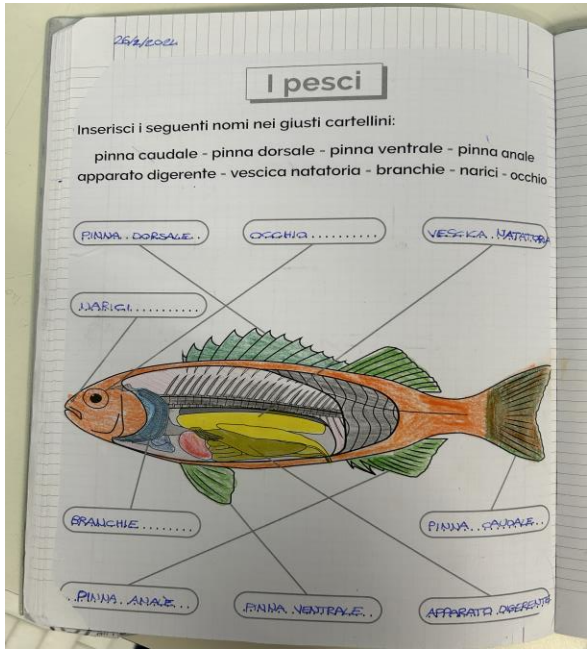 26/2/2024
I pesci
Inserisci i seguenti nomi nei giusti cartellini:
pinna caudale - pinna dorsale - pinna ventrale - pinna anale
apparato digerente - vescica natatoria - branchie - narici - occhio
PINNA DORSALE
OCCHIO
VESCICA NATATORIA
NARICI
BRANCHIE
PINNA CAUDALE
PINNA ANALE
PINNA VENTRALE
APPARATO DIGERENTE